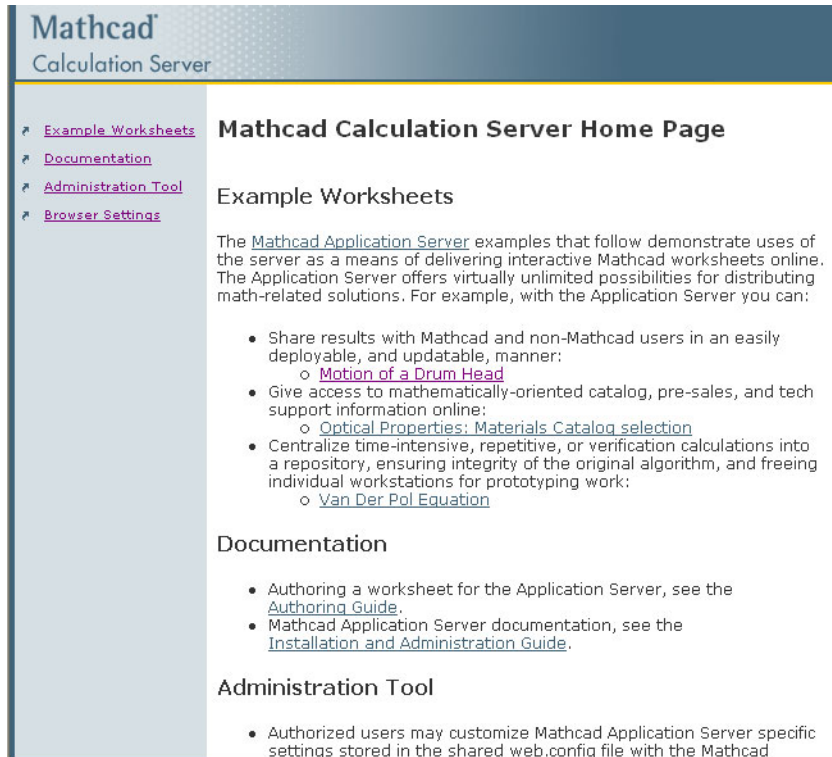 Mathcad
Calculation Server
Example Worksheets
Documentation
Administration Tool
Browser Settings
Mathcad Calculation Server Home Page
Example Worksheets
The Mathcad Application Server examples that follow demonstrate uses of
the server as a means of delivering interactive Mathcad worksheets online.
The Application Server offers virtually unlimited possibilities for distributing
math-related solutions. For example, with the Application Server you can:
• Share results with Mathcad and non-Mathcad users in an easily
deployable, and updatable, manner:
o Motion of a Drum Head
• Give access to mathematically-oriented catalog, pre-sales, and tech
support information online:
o Optical Properties: Materials Catalog selection
• Centralize time-intensive, repetitive, or verification calculations into
a repository, ensuring integrity of the original algorithm, and freeing
individual workstations for prototyping work:
o Van Der Pol Equation
Documentation
• Authoring a worksheet for the Application Server, see the
Authoring Guide.
• Mathcad Application Server documentation, see the
Installation and Administration Guide.
Administration Tool
• Authorized users may customize Mathcad Application Server specific
settings stored in the shared web.config file with the Mathcad